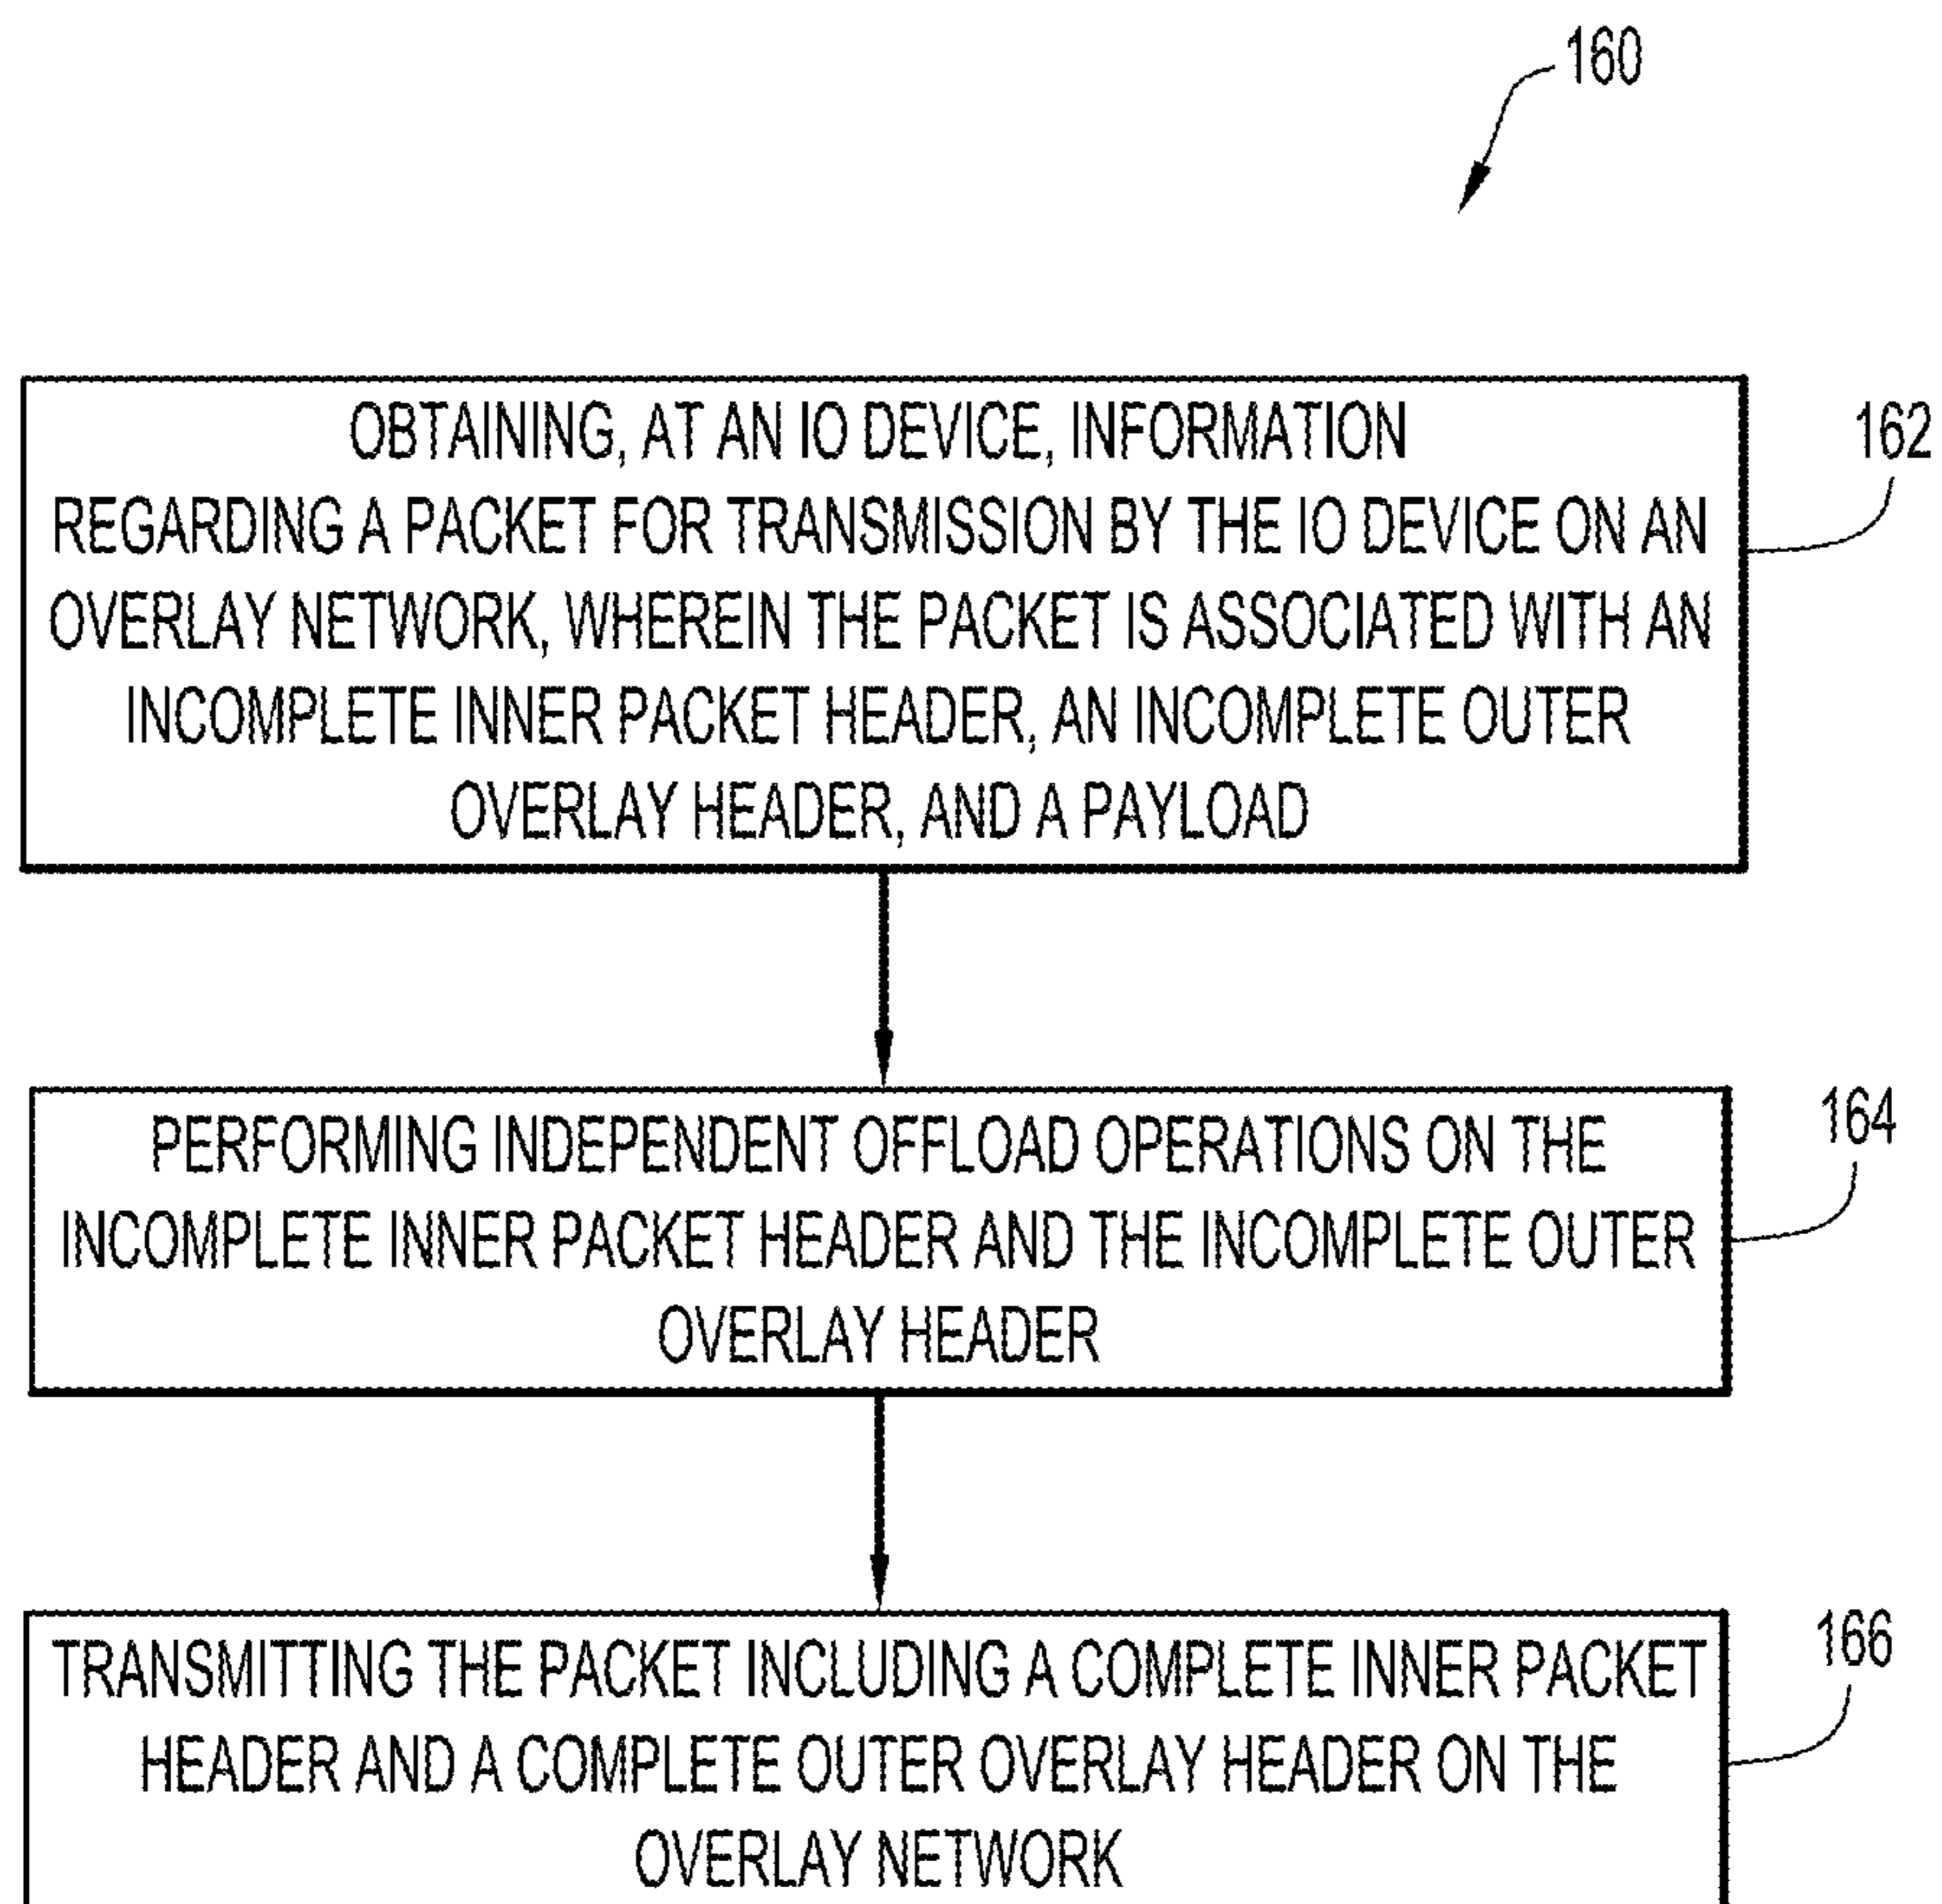 160
OBTAINING, AT AN IO DEVICE, INFORMATION
REGARDING A PACKET FOR TRANSMISSION BY THE IO DEVICE ON AN
OVERLAY NETWORK, WHEREIN THE PACKET IS ASSOCIATED WITH AN
INCOMPLETE INNER PACKET HEADER, AN INCOMPLETE OUTER
OVERLAY HEADER, AND A PAYLOAD
162
PERFORMING INDEPENDENT OFFLOAD OPERATIONS ON THE
INCOMPLETE INNER PACKET HEADER AND THE INCOMPLETE OUTER
OVERLAY HEADER
164
TRANSMITTING THE PACKET INCLUDING A COMPLETE INNER PACKET
HEADER AND A COMPLETE OUTER OVERLAY HEADER ON THE
OVERLAY NETWORK
166